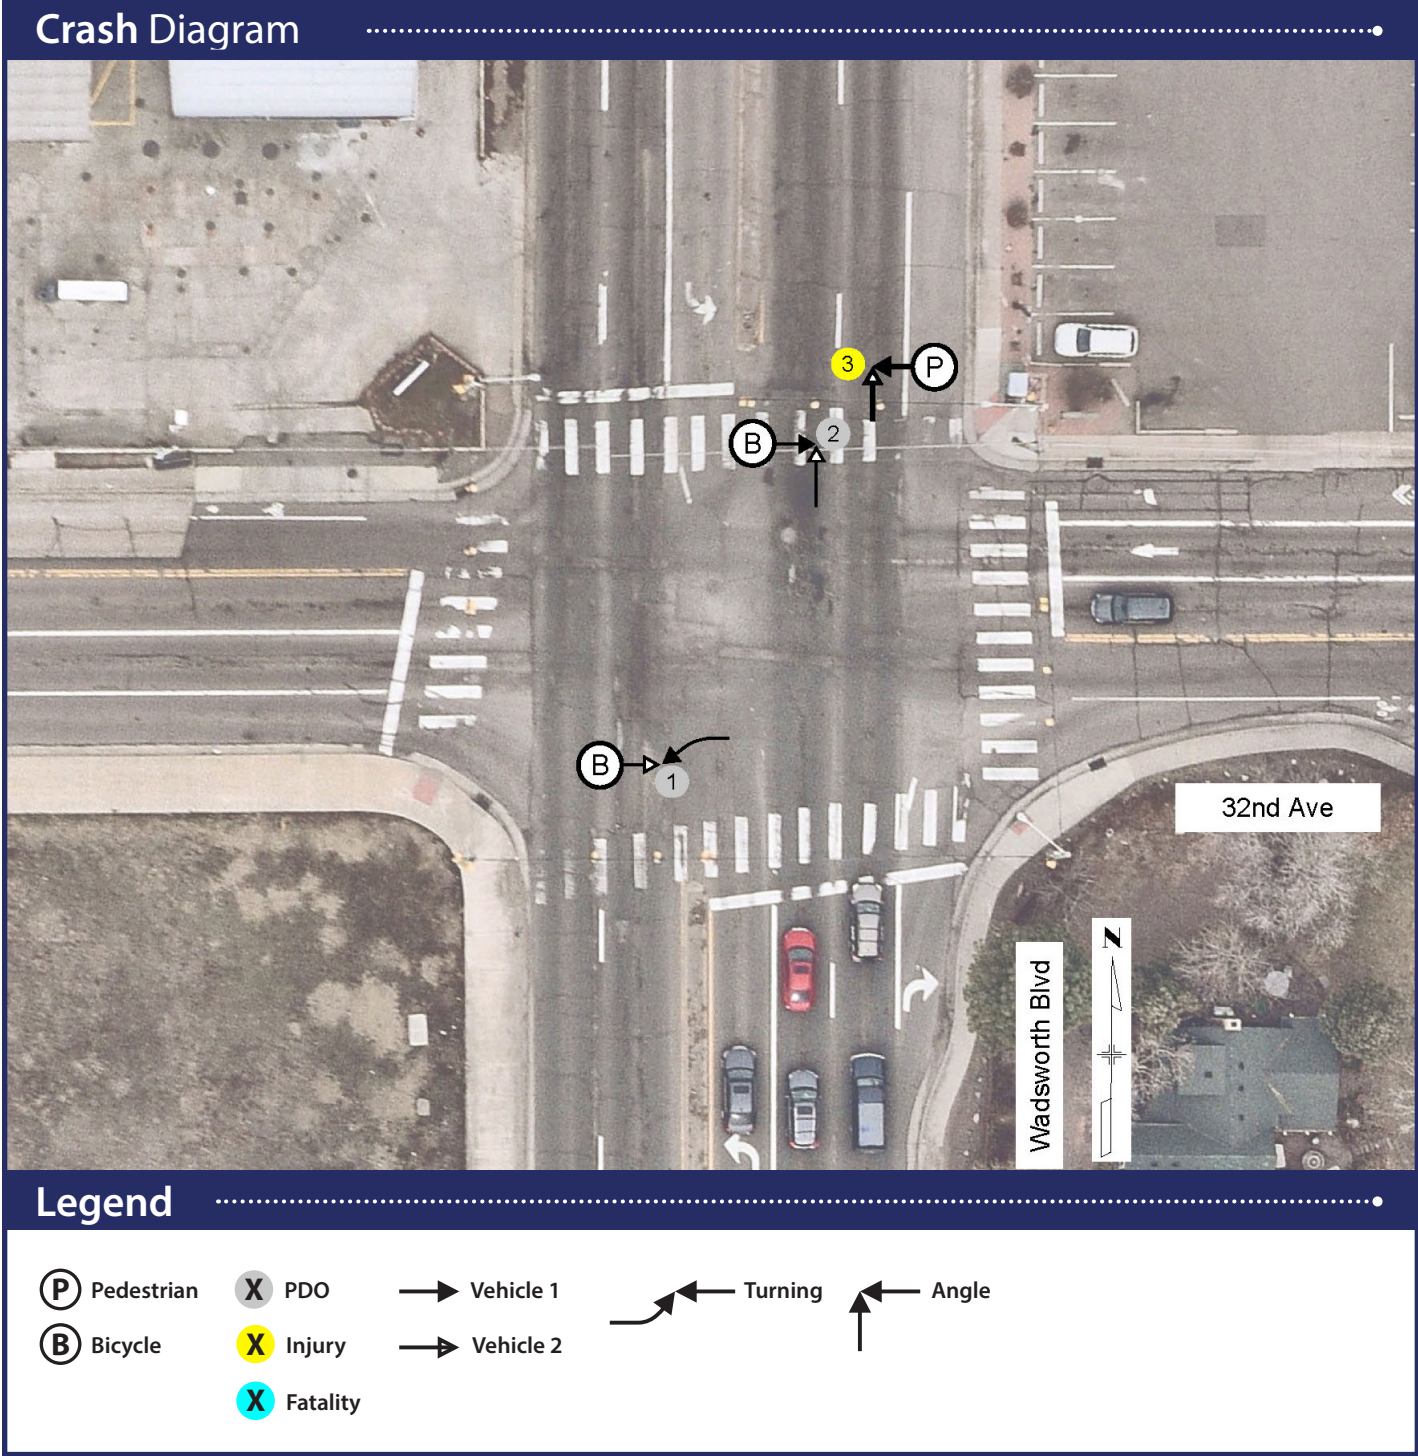 Crash Diagram
3
P
B
2
B
1
32nd Ave
Wadsworth Blvd
N
Legend
P Pedestrian
X PDO
Vehicle 1
Turning
Angle
B Bicycle
X Injury
Vehicle 2
X Fatality